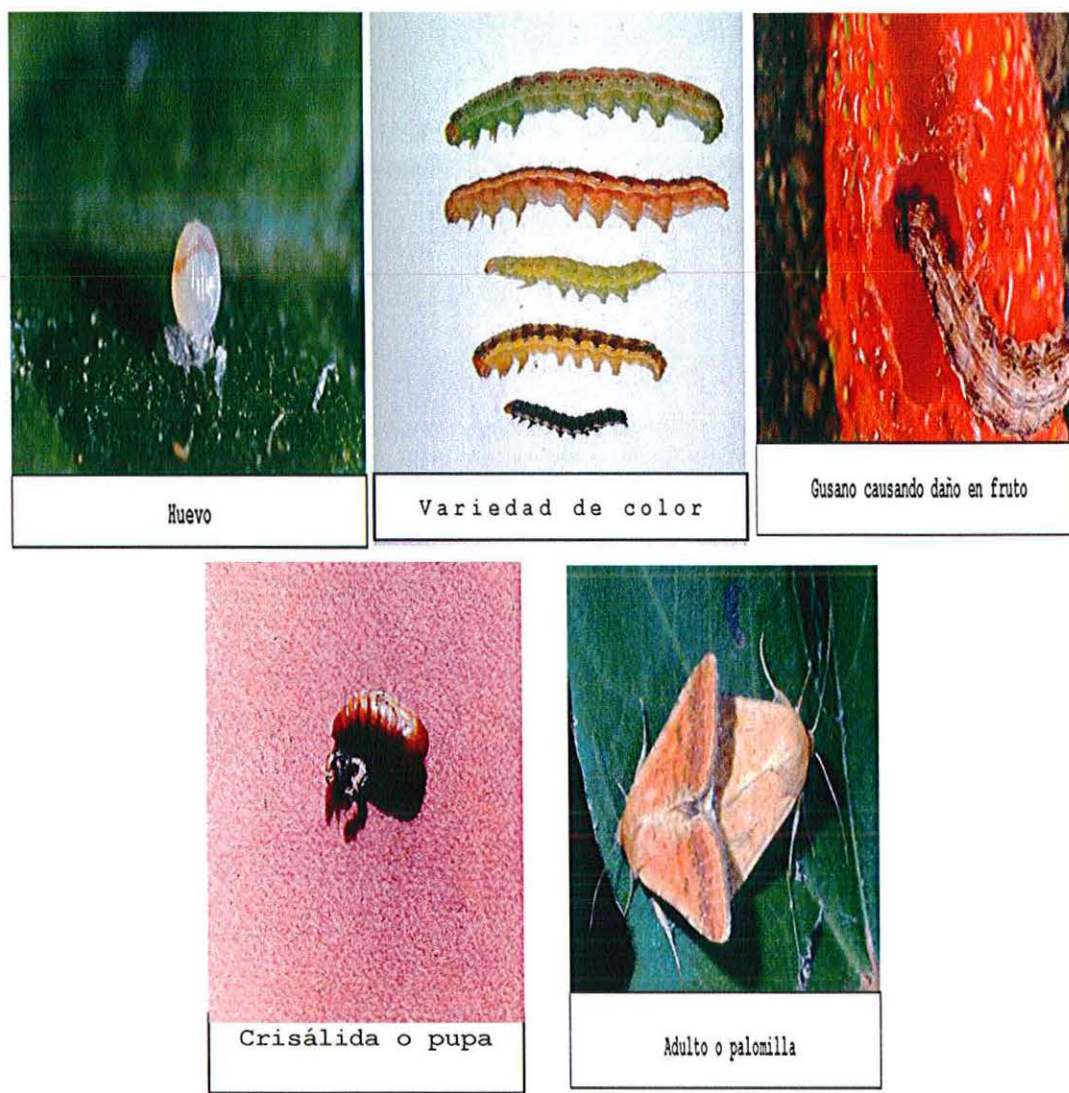 Huevo
Variedad de color
Gusano causando daño en fruto
Crisálida o pupa
Adulto o palomilla